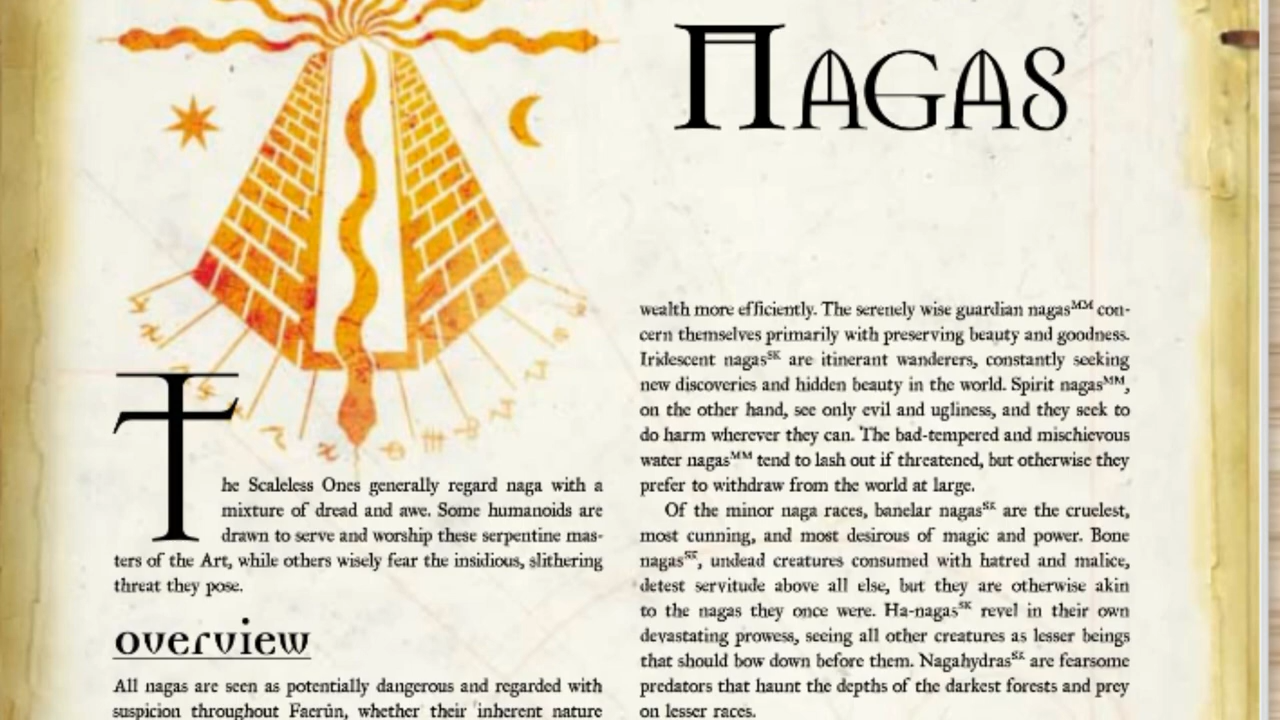 Nagas
The Scaleless Ones generally regard naga with a
mixture of dread and awe. Some humanoids are
drawn to serve and worship these serpentine mas-
ters of the Art, while others wisely fear the insidious, slithering
threat they pose.
overview
All nagas are seen as potentially dangerous and regarded with
suspicion throughout Faerûn, whether their inherent nature
wealth more efficiently. The serenely wise guardian nagasᴹᴹ con-
cern themselves primarily with preserving beauty and goodness.
Iridescent nagasˢᴷ are itinerant wanderers, constantly seeking
new discoveries and hidden beauty in the world. Spirit nagasᴹᴹ,
on the other hand, see only evil and ugliness, and they seek to
do harm wherever they can. The bad-tempered and mischievous
water nagasᴹᴹ tend to lash out if threatened, but otherwise they
prefer to withdraw from the world at large.
Of the minor naga races, banelar nagasˢᴷ are the cruelest,
most cunning, and most desirous of magic and power. Bone
nagasˢᴷ, undead creatures consumed with hatred and malice,
detest servitude above all else, but they are otherwise akin
to the nagas they once were. Ha-nagasˢᴷ revel in their own
devastating prowess, seeing all other creatures as lesser beings
that should bow down before them. Nagahydrasˢᴷ are fearsome
predators that haunt the depths of the darkest forests and prey
on lesser races.